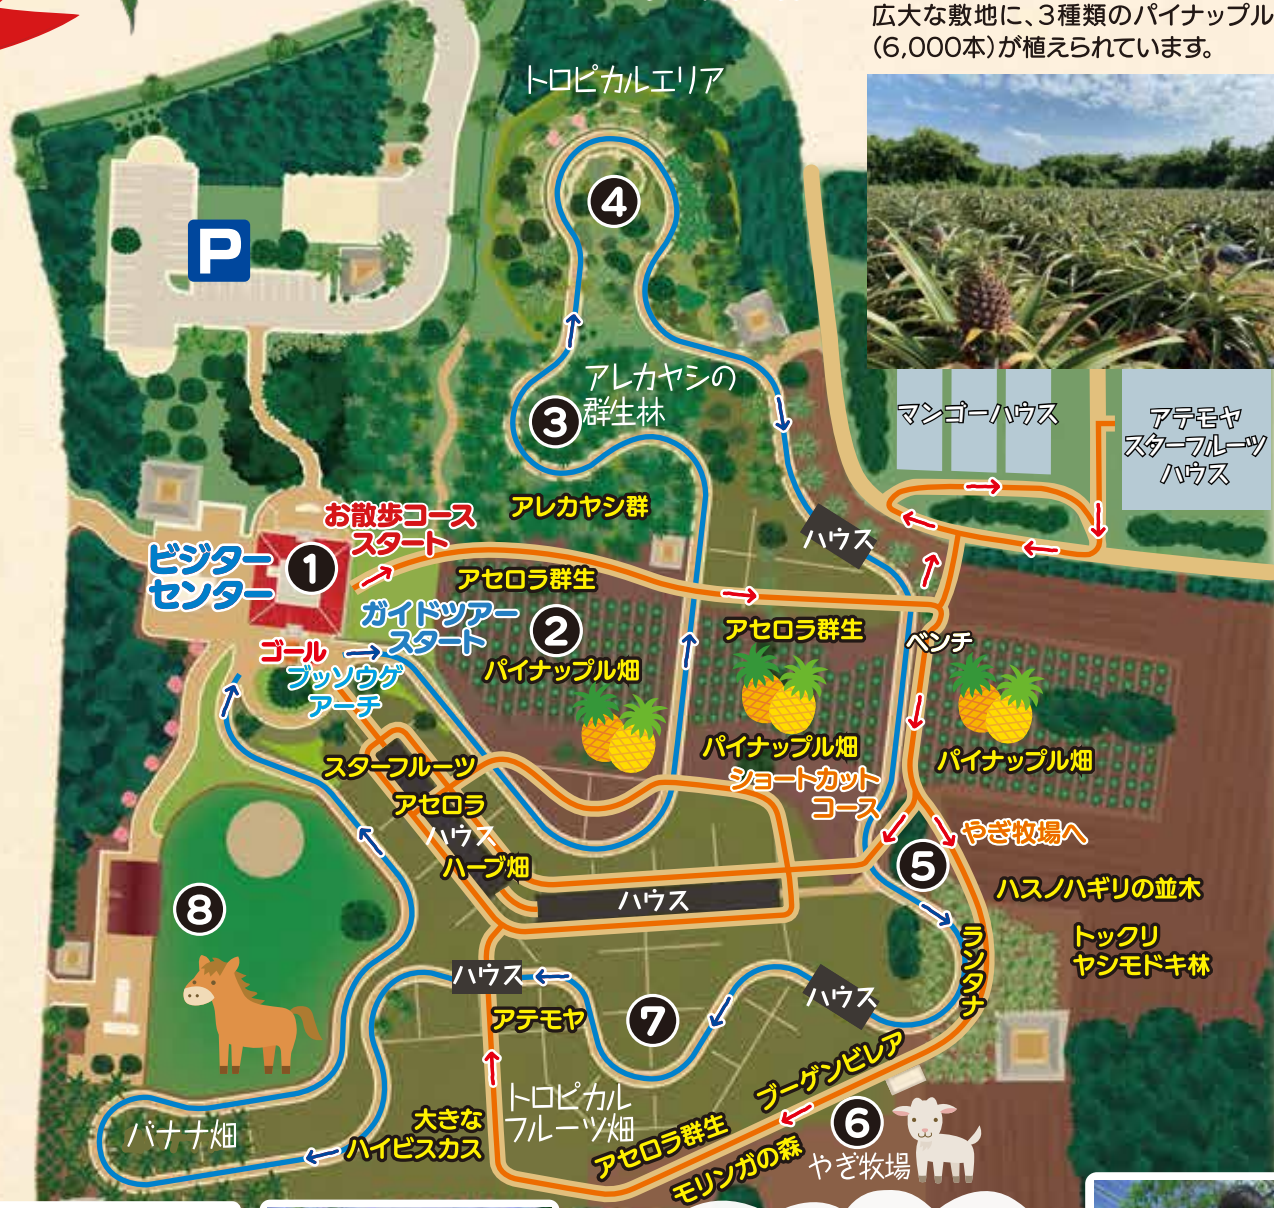 広大な敷地に、3種類のパイナップル
(6,000本)が植えられています。
トロピカルエリア
4
P
アレカヤシの
群生林
3
マンゴーハウス
アテモヤ
スターフルーツ
ハウス
アレカヤシ群
お散歩コース
スタート
ハウス
ビジター
センター
1
アセロラ群生
ガイドツアー
スタート
2
パイナップル畑
アセロラ群生
ベンチ
ゴール
ブッソウゲ
アーチ
パイナップル畑
パイナップル畑
スターフルーツ
アセロラ
ハウス
ハーブ畑
ショートカット
コース
やぎ牧場へ
5
ハウス
ハスノハギリの並木
トックリ
ヤシモドキ林
ランタナ
8
ハウス
アテモヤ
7
ハウス
ブーゲンビレア
トロピカル
フルーツ畑
大きな
ハイビスカス
バナナ畑
アセロラ群生
モリンガの森
6
やぎ牧場